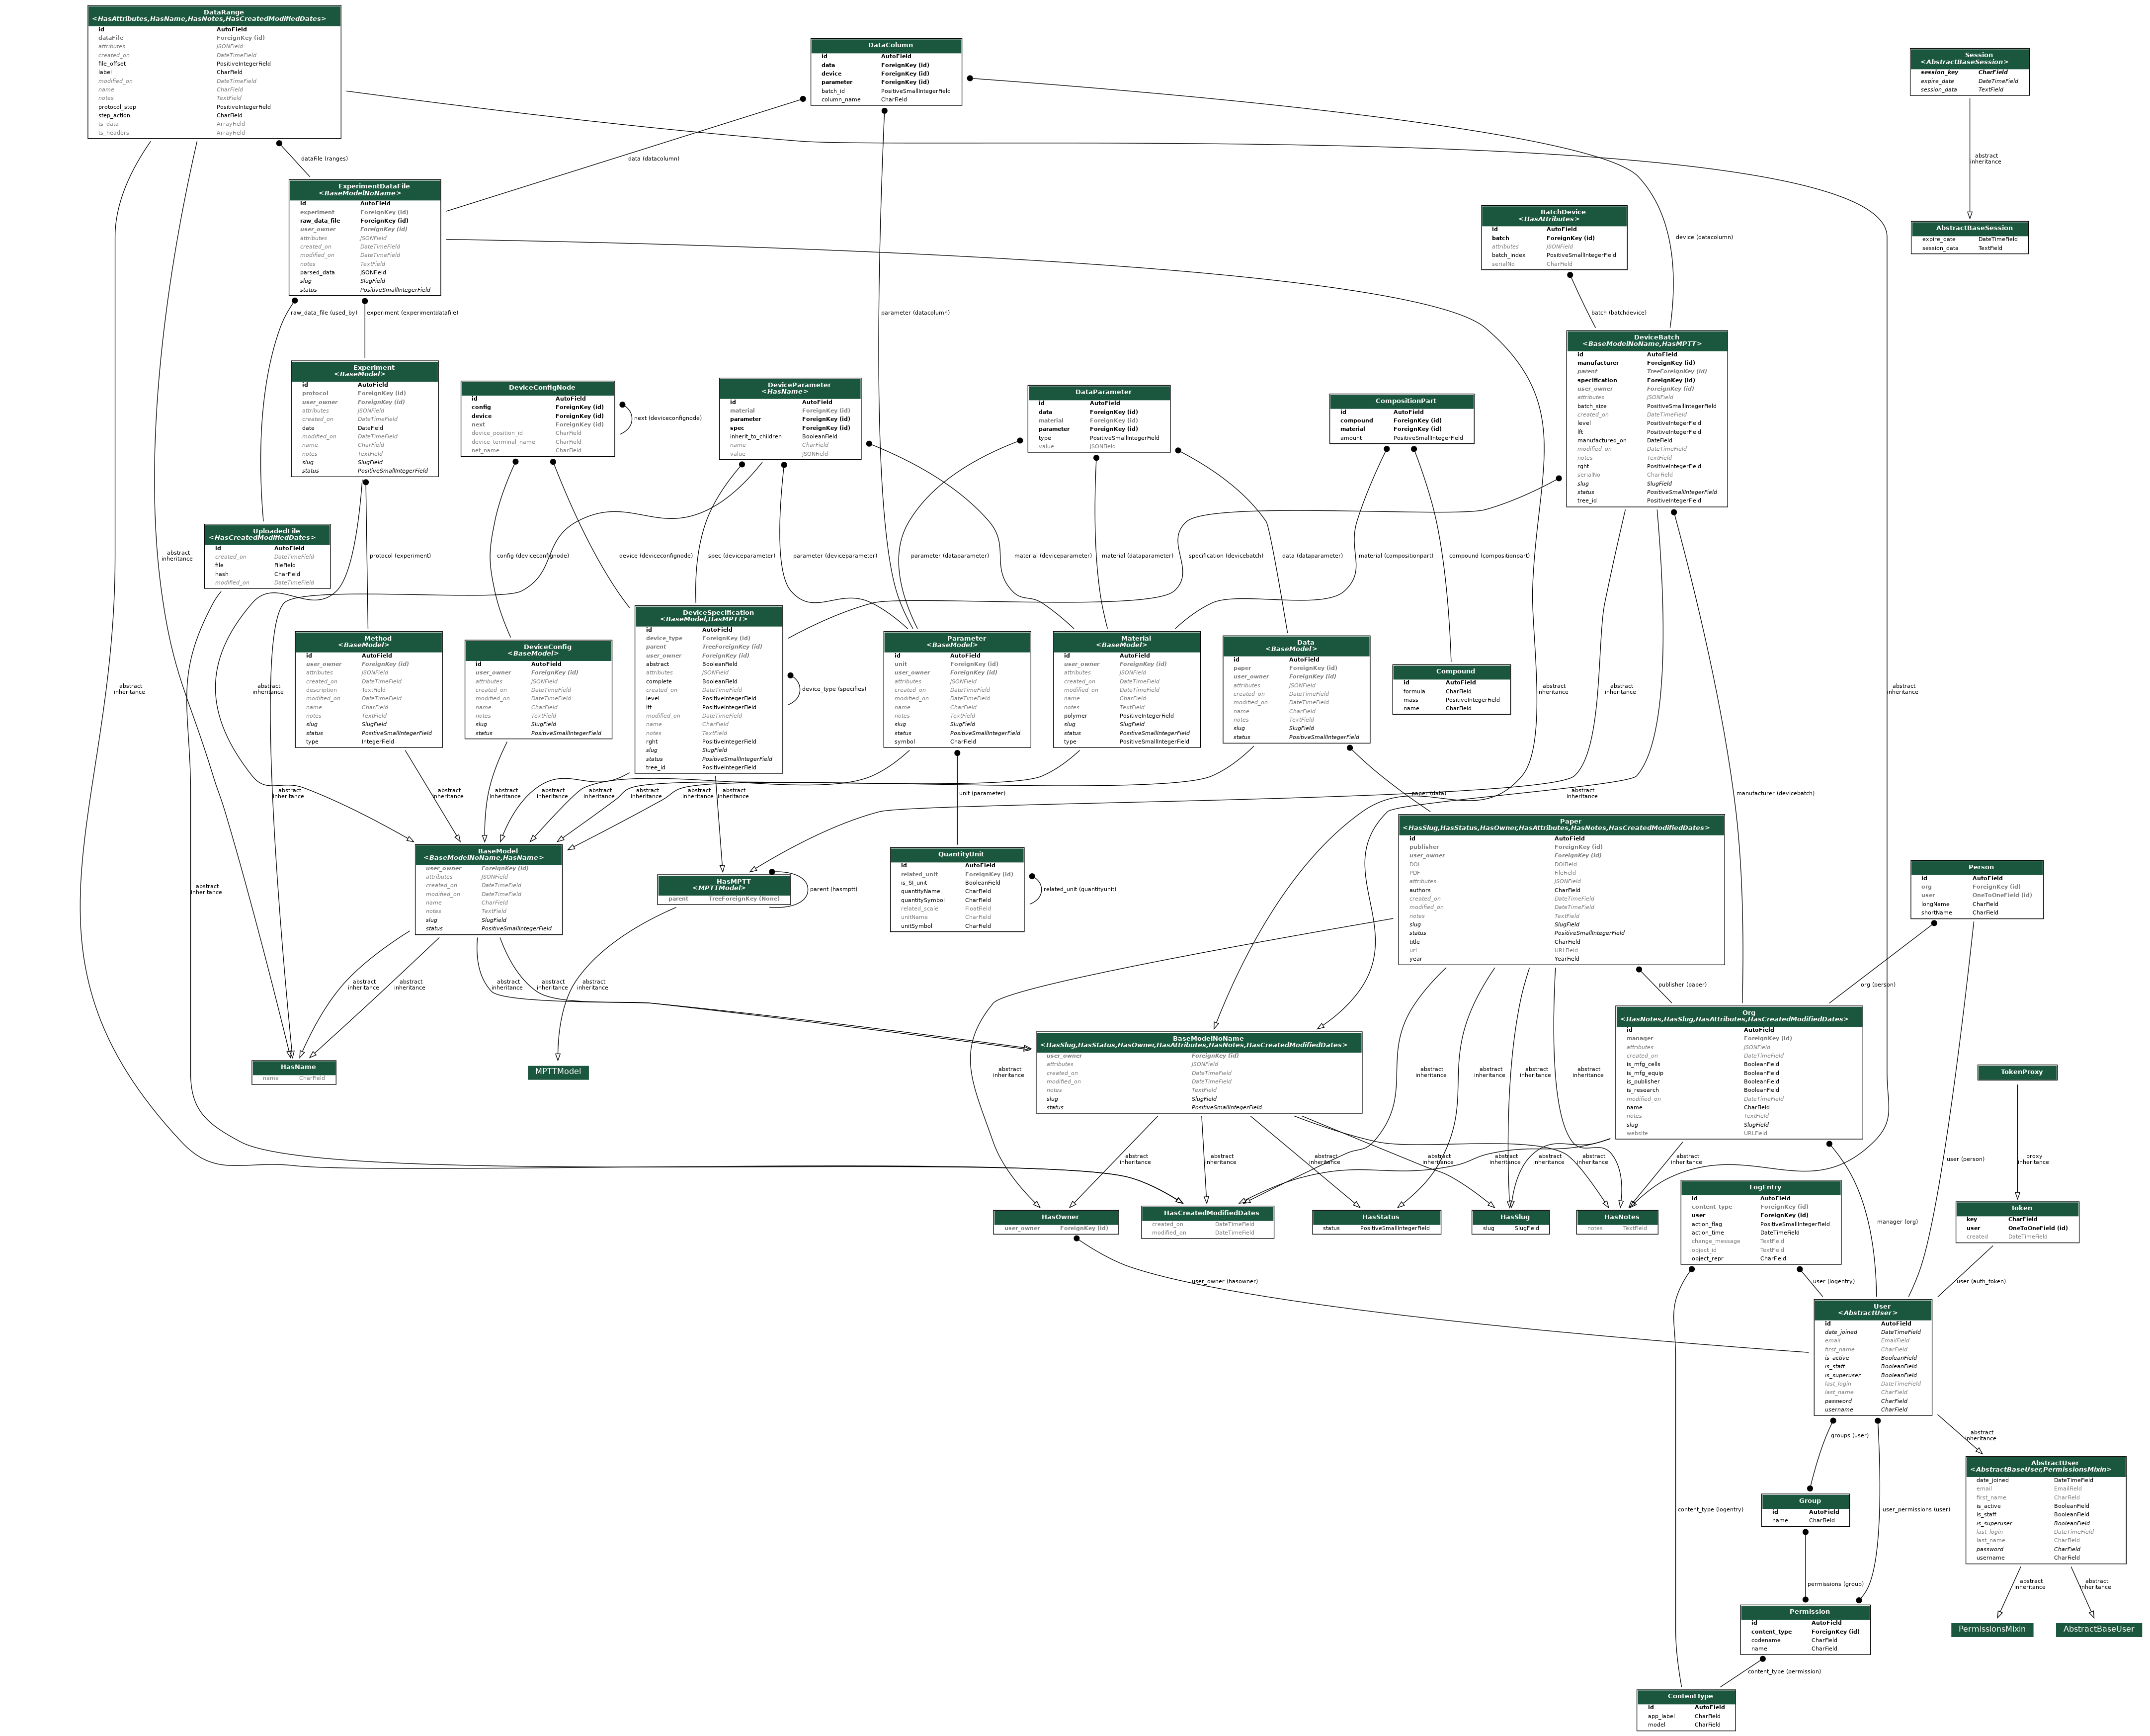 DataRange
<HasAttributes,HasName,HasNotes,HasCreatedModifiedDates>
id AutoField
dataFile ForeignKey (id)
attributes JSONField
created_on DateTimeField
file_offset PositiveIntegerField
label CharField
modified_on DateTimeField
name CharField
notes TextField
protocol_step PositiveIntegerField
step_action CharField
ts_data ArrayField
ts_headers ArrayField
DataColumn
id AutoField
data ForeignKey (id)
device ForeignKey (id)
parameter ForeignKey (id)
batch_id PositiveSmallIntegerField
column_name CharField
Session
<AbstractBaseSession>
session_key CharField
expire_date DateTimeField
session_data TextField
abstract
inheritance
dataFile (ranges)
data (datacolumn)
ExperimentDataFile
<BaseModelNoName>
id AutoField
experiment ForeignKey (id)
raw_data_file ForeignKey (id)
user_owner ForeignKey (id)
attributes JSONField
created_on DateTimeField
modified_on DateTimeField
notes TextField
parsed_data JSONField
slug SlugField
status PositiveSmallIntegerField
BatchDevice
<HasAttributes>
id AutoField
batch ForeignKey (id)
attributes JSONField
batch_index PositiveSmallIntegerField
serialNo CharField
device (datacolumn)
AbstractBaseSession
expire_date DateTimeField
session_data TextField
raw_data_file (used_by)
experiment (experimentdatafile)
parameter (datacolumn)
batch (batchdevice)
DeviceBatch
<BaseModelNoName,HasMPTT>
id AutoField
manufacturer ForeignKey (id)
parent TreeForeignKey (id)
specification ForeignKey (id)
user_owner ForeignKey (id)
attributes JSONField
batch_size PositiveSmallIntegerField
created_on DateTimeField
level PositiveIntegerField
lft PositiveIntegerField
manufactured_on DateField
modified_on DateTimeField
notes TextField
rght PositiveIntegerField
serialNo CharField
slug SlugField
status PositiveSmallIntegerField
tree_id PositiveIntegerField
Experiment
<BaseModel>
id AutoField
protocol ForeignKey (id)
user_owner ForeignKey (id)
attributes JSONField
created_on DateTimeField
date DateField
modified_on DateTimeField
name CharField
notes TextField
slug SlugField
status PositiveSmallIntegerField
DeviceConfigNode
id AutoField
config ForeignKey (id)
device ForeignKey (id)
next ForeignKey (id)
device_position_id CharField
device_terminal_name CharField
net_name CharField
next (deviceconfignode)
DeviceParameter
<HasName>
id AutoField
material ForeignKey (id)
parameter ForeignKey (id)
spec ForeignKey (id)
inherit_to_children BooleanField
name CharField
value JSONField
DataParameter
id AutoField
data ForeignKey (id)
material ForeignKey (id)
parameter ForeignKey (id)
type PositiveSmallIntegerField
value JSONField
CompositionPart
id AutoField
compound ForeignKey (id)
material ForeignKey (id)
amount PositiveSmallIntegerField
UploadedFile
<HasCreatedModifiedDates>
id AutoField
created_on DateTimeField
file FileField
hash CharField
modified_on DateTimeField
abstract
inheritance
protocol (experiment)
config (deviceconfignode)
device (deviceconfignode)
spec (deviceparameter)
parameter (deviceparameter)
parameter (dataparameter)
material (deviceparameter)
material (dataparameter)
specification (devicebatch)
data (dataparameter)
material (compositionpart)
compound (compositionpart)
Method
<BaseModel>
id AutoField
user_owner ForeignKey (id)
attributes JSONField
created_on DateTimeField
description TextField
modified_on DateTimeField
name CharField
notes TextField
slug SlugField
status PositiveSmallIntegerField
type IntegerField
DeviceConfig
<BaseModel>
id AutoField
user_owner ForeignKey (id)
attributes JSONField
created_on DateTimeField
modified_on DateTimeField
name CharField
notes TextField
slug SlugField
status PositiveSmallIntegerField
DeviceSpecification
<BaseModel,HasMPTT>
id AutoField
device_type ForeignKey (id)
parent TreeForeignKey (id)
user_owner ForeignKey (id)
abstract BooleanField
attributes JSONField
complete BooleanField
created_on DateTimeField
level PositiveIntegerField
lft PositiveIntegerField
modified_on DateTimeField
name CharField
notes TextField
rght PositiveIntegerField
slug SlugField
status PositiveSmallIntegerField
tree_id PositiveIntegerField
device_type (specifies)
Parameter
<BaseModel>
id AutoField
unit ForeignKey (id)
user_owner ForeignKey (id)
attributes JSONField
created_on DateTimeField
modified_on DateTimeField
name CharField
notes TextField
slug SlugField
status PositiveSmallIntegerField
symbol CharField
Material
<BaseModel>
id AutoField
user_owner ForeignKey (id)
attributes JSONField
created_on DateTimeField
modified_on DateTimeField
name CharField
notes TextField
polymer PositiveIntegerField
slug SlugField
status PositiveSmallIntegerField
type PositiveSmallIntegerField
Data
<BaseModel>
id AutoField
paper ForeignKey (id)
user_owner ForeignKey (id)
attributes JSONField
created_on DateTimeField
modified_on DateTimeField
name CharField
notes TextField
slug SlugField
status PositiveSmallIntegerField
Compound
id AutoField
formula CharField
mass PositiveIntegerField
name CharField
abstract
inheritance
abstract
inheritance
abstract
inheritance
abstract
inheritance
abstract
inheritance
abstract
inheritance
abstract
inheritance
abstract
inheritance
abstract
inheritance
abstract
inheritance
abstract
inheritance
abstract
inheritance
abstract
inheritance
unit (parameter)
paper (data)
abstract
inheritance
manufacturer (devicebatch)
BaseModel
<BaseModelNoName,HasName>
user_owner ForeignKey (id)
attributes JSONField
created_on DateTimeField
modified_on DateTimeField
name CharField
notes TextField
slug SlugField
status PositiveSmallIntegerField
HasMPTT
<MPTTModel>
parent TreeForeignKey (None)
parent (hasmptt)
QuantityUnit
id AutoField
related_unit ForeignKey (id)
is_SI_unit BooleanField
quantityName CharField
quantitySymbol CharField
related_scale FloatField
unitName CharField
unitSymbol CharField
related_unit (quantityunit)
Paper
<HasSlug,HasStatus,HasOwner,HasAttributes,HasNotes,HasCreatedModifiedDates>
id AutoField
publisher ForeignKey (id)
user_owner ForeignKey (id)
DOI DOIField
PDF FileField
attributes JSONField
authors CharField
created_on DateTimeField
modified_on DateTimeField
notes TextField
slug SlugField
status PositiveSmallIntegerField
title CharField
url URLField
year YearField
Person
id AutoField
org ForeignKey (id)
user OneToOneField (id)
longName CharField
shortName CharField
abstract
inheritance
abstract
inheritance
abstract
inheritance
abstract
inheritance
abstract
inheritance
abstract
inheritance
publisher (paper)
org (person)
Org
<HasNotes,HasSlug,HasAttributes,HasCreatedModifiedDates>
id AutoField
manager ForeignKey (id)
attributes JSONField
created_on DateTimeField
is_mfg_cells BooleanField
is_mfg_equip BooleanField
is_publisher BooleanField
is_research BooleanField
modified_on DateTimeField
name CharField
notes TextField
slug SlugField
website URLField
BaseModelNoName
<HasSlug,HasStatus,HasOwner,HasAttributes,HasNotes,HasCreatedModifiedDates>
user_owner ForeignKey (id)
attributes JSONField
created_on DateTimeField
modified_on DateTimeField
notes TextField
slug SlugField
status PositiveSmallIntegerField
HasName
name CharField
MPTTModel
abstract
inheritance
abstract
inheritance
abstract
inheritance
abstract
inheritance
abstract
inheritance
TokenProxy
abstract
inheritance
abstract
inheritance
abstract
inheritance
abstract
inheritance
abstract
inheritance
abstract
inheritance
abstract
inheritance
user (person)
proxy
inheritance
HasOwner
user_owner ForeignKey (id)
HasCreatedModifiedDates
created_on DateTimeField
modified_on DateTimeField
HasStatus
status PositiveSmallIntegerField
HasSlug
slug SlugField
HasNotes
notes TextField
LogEntry
id AutoField
content_type ForeignKey (id)
user ForeignKey (id)
action_flag PositiveSmallIntegerField
action_time DateTimeField
change_message TextField
object_id TextField
object_repr CharField
manager (org)
Token
key CharField
user OneToOneField (id)
created DateTimeField
user_owner (hasowner)
user (logentry)
user (auth_token)
User
<AbstractUser>
id AutoField
date_joined DateTimeField
email EmailField
first_name CharField
is_active BooleanField
is_staff BooleanField
is_superuser BooleanField
last_login DateTimeField
last_name CharField
password CharField
username CharField
groups (user)
abstract
inheritance
AbstractUser
<AbstractBaseUser,PermissionsMixin>
date_joined DateTimeField
email EmailField
first_name CharField
is_active BooleanField
is_staff BooleanField
is_superuser BooleanField
last_login DateTimeField
last_name CharField
password CharField
username CharField
Group
id AutoField
name CharField
content_type (logentry)
user_permissions (user)
permissions (group)
abstract
inheritance
abstract
inheritance
Permission
id AutoField
content_type ForeignKey (id)
codename CharField
name CharField
PermissionsMixin
AbstractBaseUser
content_type (permission)
ContentType
id AutoField
app_label CharField
model CharField